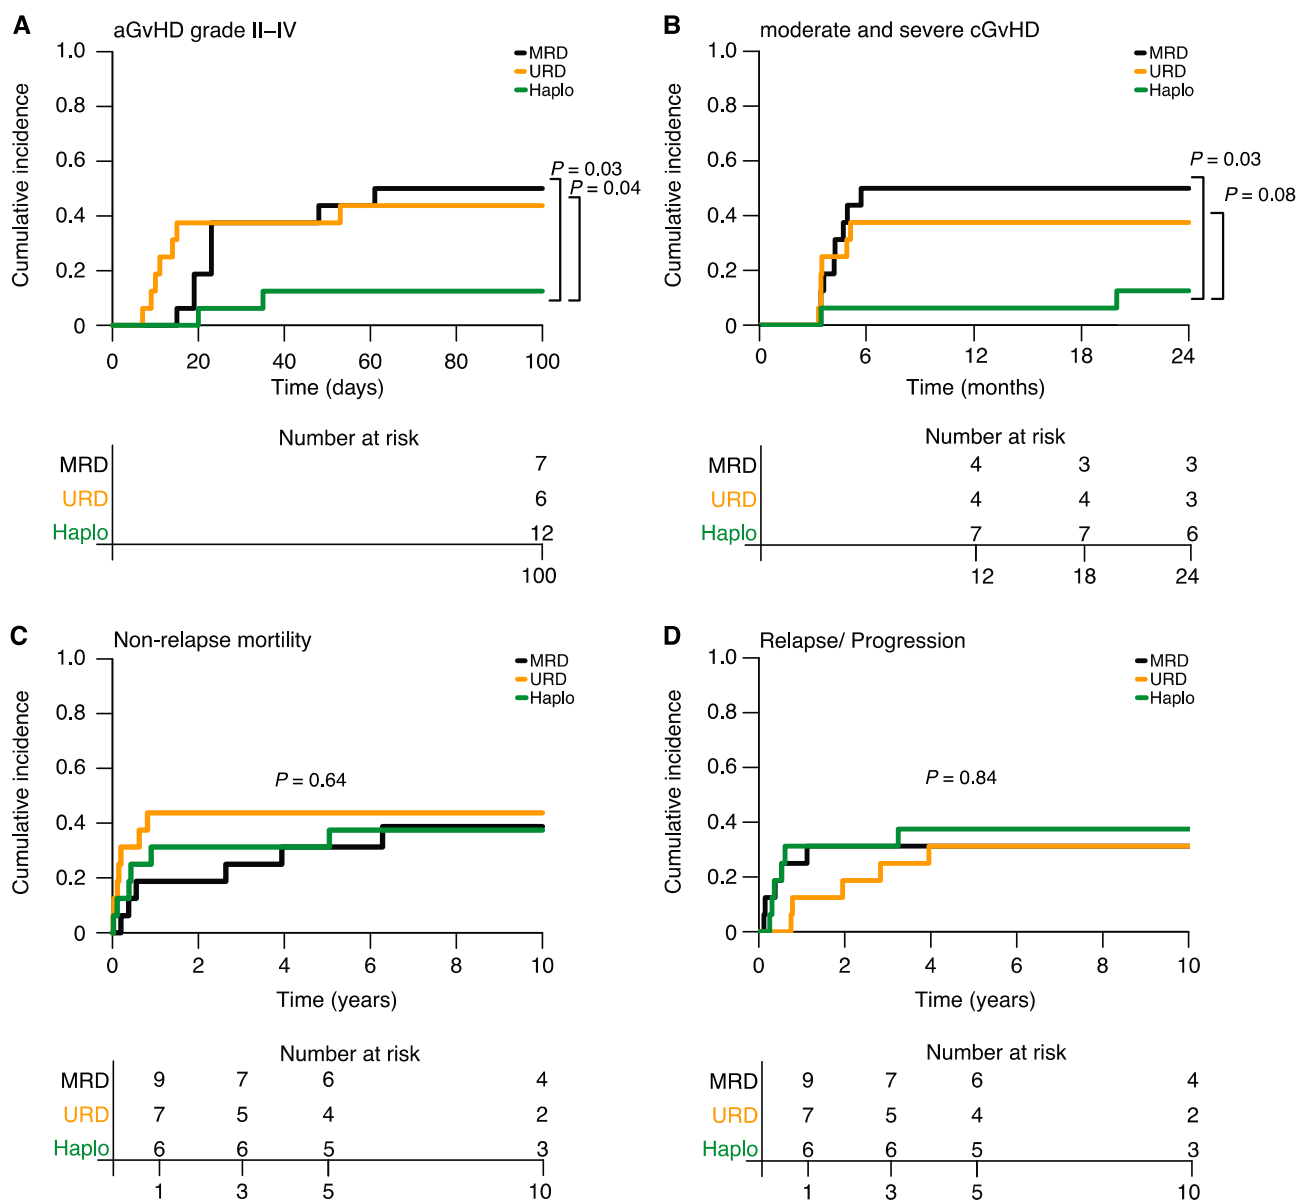 A
aGvHD grade II–IV
1.0
0.8
0.6
0.4
0.2
0
Cumulative incidence
MRD
URD
Haplo
P = 0.03
P = 0.04
0 20 40 60 80 100
Time (days)
Number at risk
MRD 7
URD 6
Haplo 12
100
B
moderate and severe cGvHD
1.0
0.8
0.6
0.4
0.2
0
Cumulative incidence
MRD
URD
Haplo
P = 0.03
P = 0.08
0 6 12 18 24
Time (months)
Number at risk
MRD 4 3 3
URD 4 4 3
Haplo 7 7 6
12 18 24
C
Non-relapse mortility
1.0
0.8
0.6
0.4
0.2
0
Cumulative incidence
MRD
URD
Haplo
P = 0.64
0 2 4 6 8 10
Time (years)
Number at risk
MRD 9 7 6 4
URD 7 5 4 2
Haplo 6 6 5 3
1 3 5 10
D
Relapse/ Progression
1.0
0.8
0.6
0.4
0.2
0
Cumulative incidence
MRD
URD
Haplo
P = 0.84
0 2 4 6 8 10
Time (years)
Number at risk
MRD 9 7 6 4
URD 7 5 4 2
Haplo 6 6 5 3
1 3 5 10